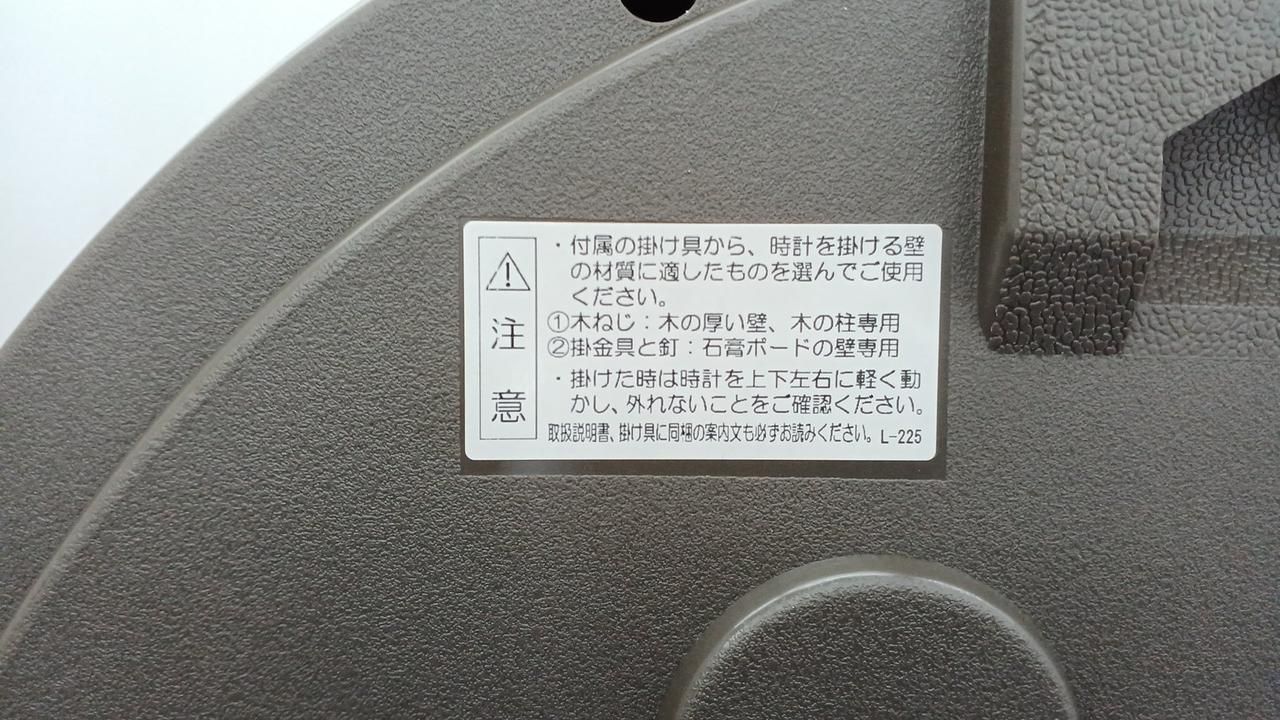 注意
・付属の掛け具から、時計を掛ける壁
の材質に適したものを選んでご使用
ください。
①木ねじ：木の厚い壁、木の柱専用
②掛金具と釘：石膏ボードの壁専用
・掛けた時は時計を上下左右に軽く動
かし、外れないことをご確認ください。
取扱説明書、掛け具に同梱の案内文も必ずお読みください。L-225